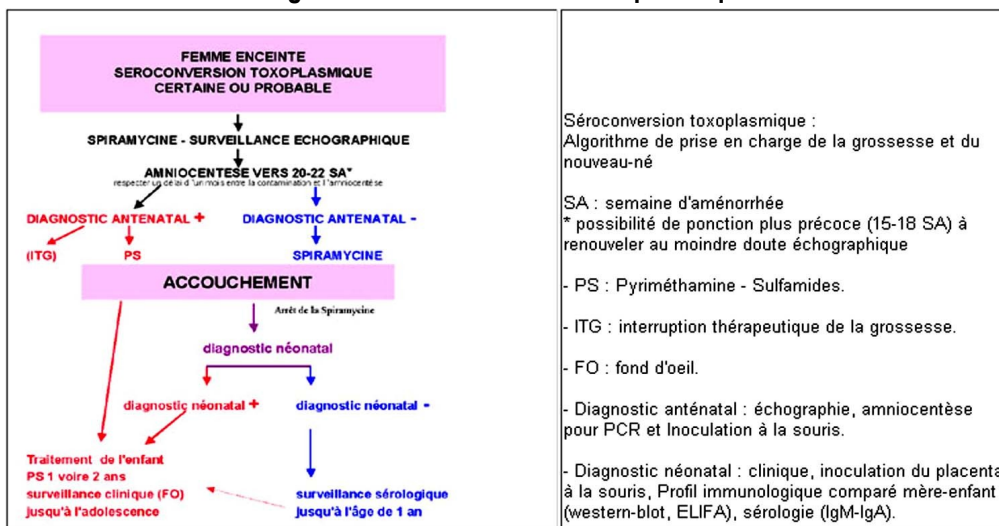 FEMME ENCEINTE
SEROCONVERSION TOXOPLASMIQUE
CERTAINE OU PROBABLE
SPIRAMYCINE - SURVEILLANCE ECHOGRAPHIQUE
AMNIOCENTESE VERS 20-22 SA*
respecter un délai d'un mois entre la contamination et l'amniocentèse
DIAGNOSTIC ANTENATAL +
DIAGNOSTIC ANTENATAL -
(ITG)
PS
SPIRAMYCINE
ACCOUCHEMENT
Arrêt de la Spiramycine
diagnostic néonatal
diagnostic néonatal +
diagnostic néonatal -
Traitement de l'enfant
PS 1 voire 2 ans
surveillance clinique (FO)
jusqu'à l'adolescence
surveillance sérologique
jusqu'à l'âge de 1 an
Séroconversion toxoplasmique :
Algorithme de prise en charge de la grossesse et du
nouveau-né
SA : semaine d'aménorrhée
* possibilité de ponction plus précoce (15-18 SA) à
renouveler au moindre doute échographique
- PS : Pyriméthamine - Sulfamides.
- ITG : interruption thérapeutique de la grossesse.
- FO : fond d'oeil.
- Diagnostic anténatal : échographie, amniocentèse
pour PCR et Inoculation à la souris.
- Diagnostic néonatal : clinique, inoculation du placenta
à la souris, Profil immunologique comparé mère-enfant
(western-blot, ELIFA), sérologie (IgM-IgA).